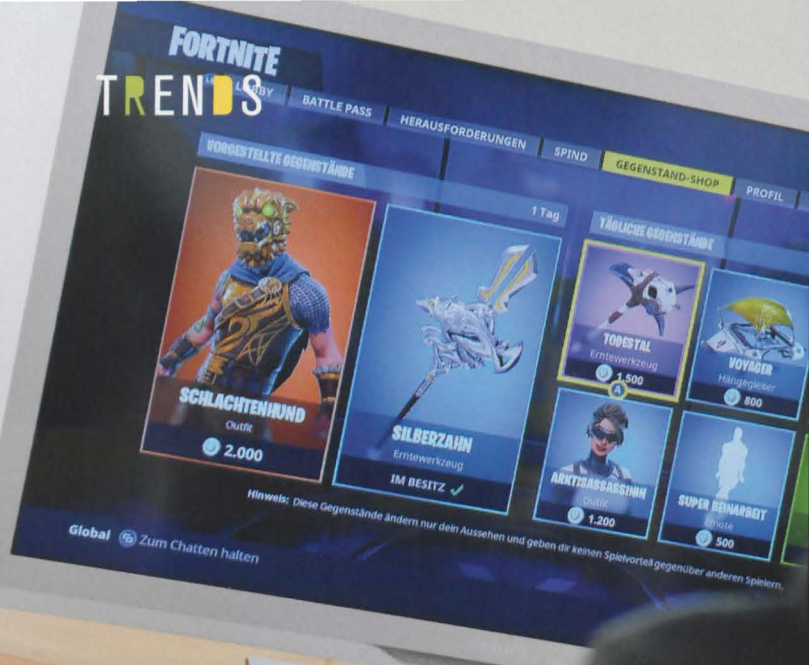 FORTNITE
TRENDS
LOBBY
BATTLE PASS
HERAUSFORDERUNGEN
SPIND
GEGENSTAND-SHOP
PROFIL
VORGESTELLTE GEGENSTÄNDE
1 Tag
SCHLACHTENHUND
Outfit
2.000
SILBERZAHN
Erntewerkzeug
IM BESITZ
TÄGLICHE GEGENSTÄNDE
TODESTAL
Erntewerkzeug
1.500
A
VOYAGER
Hängegleiter
800
ARKTISASSASSININ
Outfit
1.200
SUPER BEINARBEIT
Emote
500
Hinweis: Diese Gegenstände ändern nur dein Aussehen und geben dir keinen Spielvorteil gegenüber anderen Spielern.
Global Zum Chatten halten